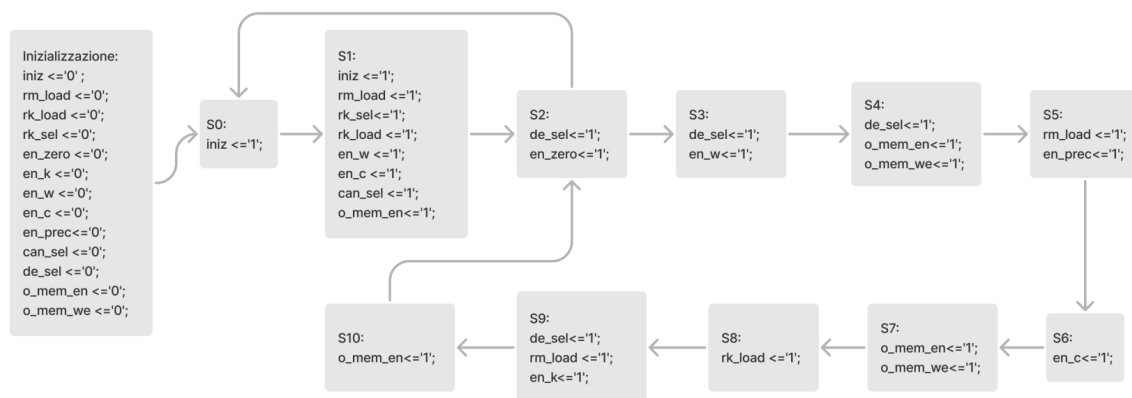 Inizializzazione:
iniz <='0' ;
rm_load <='0';
rk_load <='0';
rk_sel <='0';
en_zero <='0';
en_k <='0';
en_w <='0';
en_c <='0';
en_prec<='0';
can_sel <='0';
de_sel <='0';
o_mem_en <='0';
o_mem_we <='0';
S0:
iniz <='1';
S1:
iniz <='1';
rm_load <='1';
rk_sel<='1';
rk_load <='1';
en_w <='1';
en_c <='1';
can_sel <='1';
o_mem_en<='1';
S2:
de_sel<='1';
en_zero<='1';
S3:
de_sel<='1';
en_w<='1';
S4:
de_sel<='1';
o_mem_en<='1';
o_mem_we<='1';
S5:
rm_load <='1';
en_prec<='1';
S6:
en_c<='1';
S7:
o_mem_en<='1';
o_mem_we<='1';
S8:
rk_load <='1';
S9:
de_sel<='1';
rm_load <='1';
en_k<='1';
S10:
o_mem_en<='1';